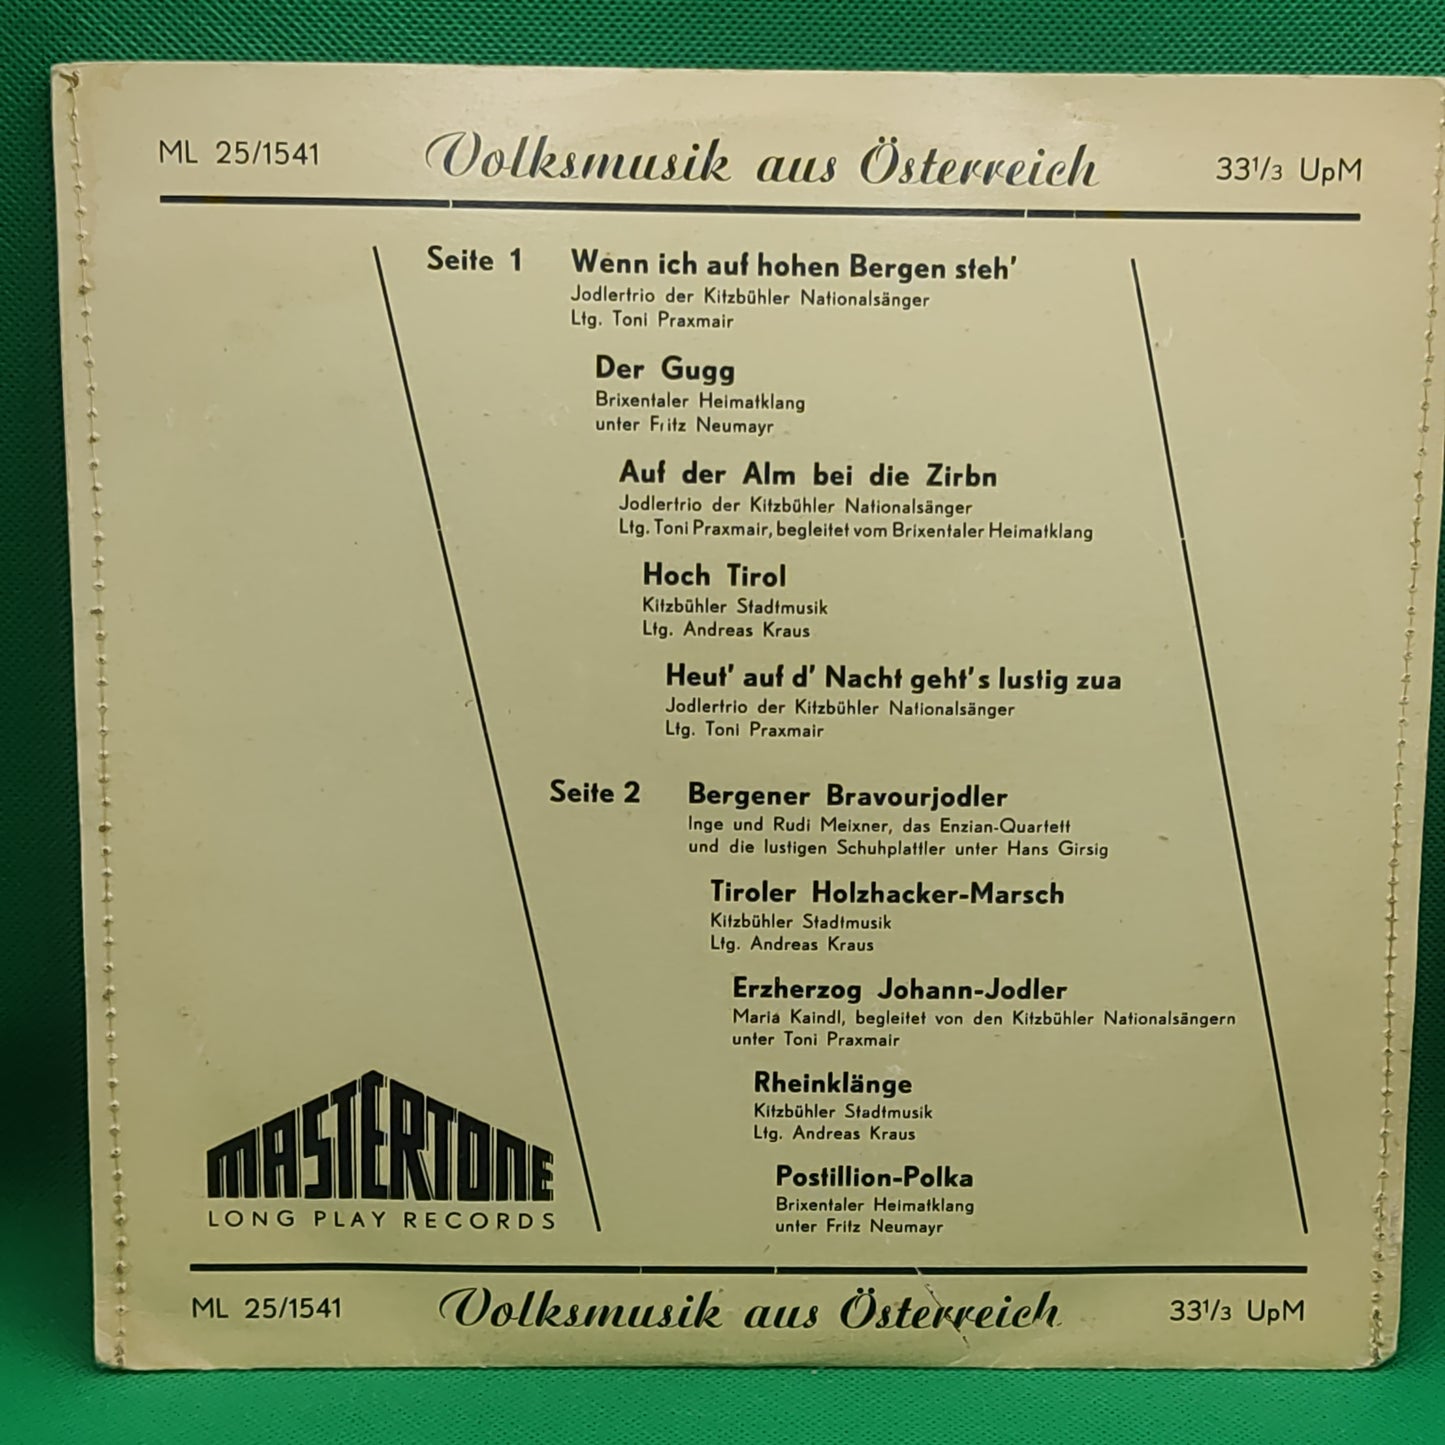 ML 25/1541 Volksmusik aus Österreich 33 1/3 UpM
Seite 1 Wenn ich auf hohen Bergen steh'
Jodlertrio der Kitzbühler Nationalsänger
Ltg. Toni Praxmair
Der Gugg
Brixentaler Heimatklang
unter Fritz Neumayr
Auf der Alm bei die Zirbn
Jodlertrio der Kitzbühler Nationalsänger
Ltg. Toni Praxmair, begleitet vom Brixentaler Heimatklang
Hoch Tirol
Kitzbühler Stadtmusik
Ltg. Andreas Kraus
Heut' auf d' Nacht geht's lustig zua
Jodlertrio der Kitzbühler Nationalsänger
Ltg. Toni Praxmair
Seite 2 Bergener Bravourjodler
Inge und Rudi Meixner, das Enzian-Quartett
und die lustigen Schuhplattler unter Hans Girsig
Tiroler Holzhacker-Marsch
Kitzbühler Stadtmusik
Ltg. Andreas Kraus
Erzherzog Johann-Jodler
Maria Kaindl, begleitet von den Kitzbühler Nationalsängern
unter Toni Praxmair
Rheinklänge
Kitzbühler Stadtmusik
Ltg. Andreas Kraus
Postillion-Polka
Brixentaler Heimatklang
unter Fritz Neumayr
MASTERTONE
LONG PLAY RECORDS
ML 25/1541 Volksmusik aus Österreich 33 1/3 UpM